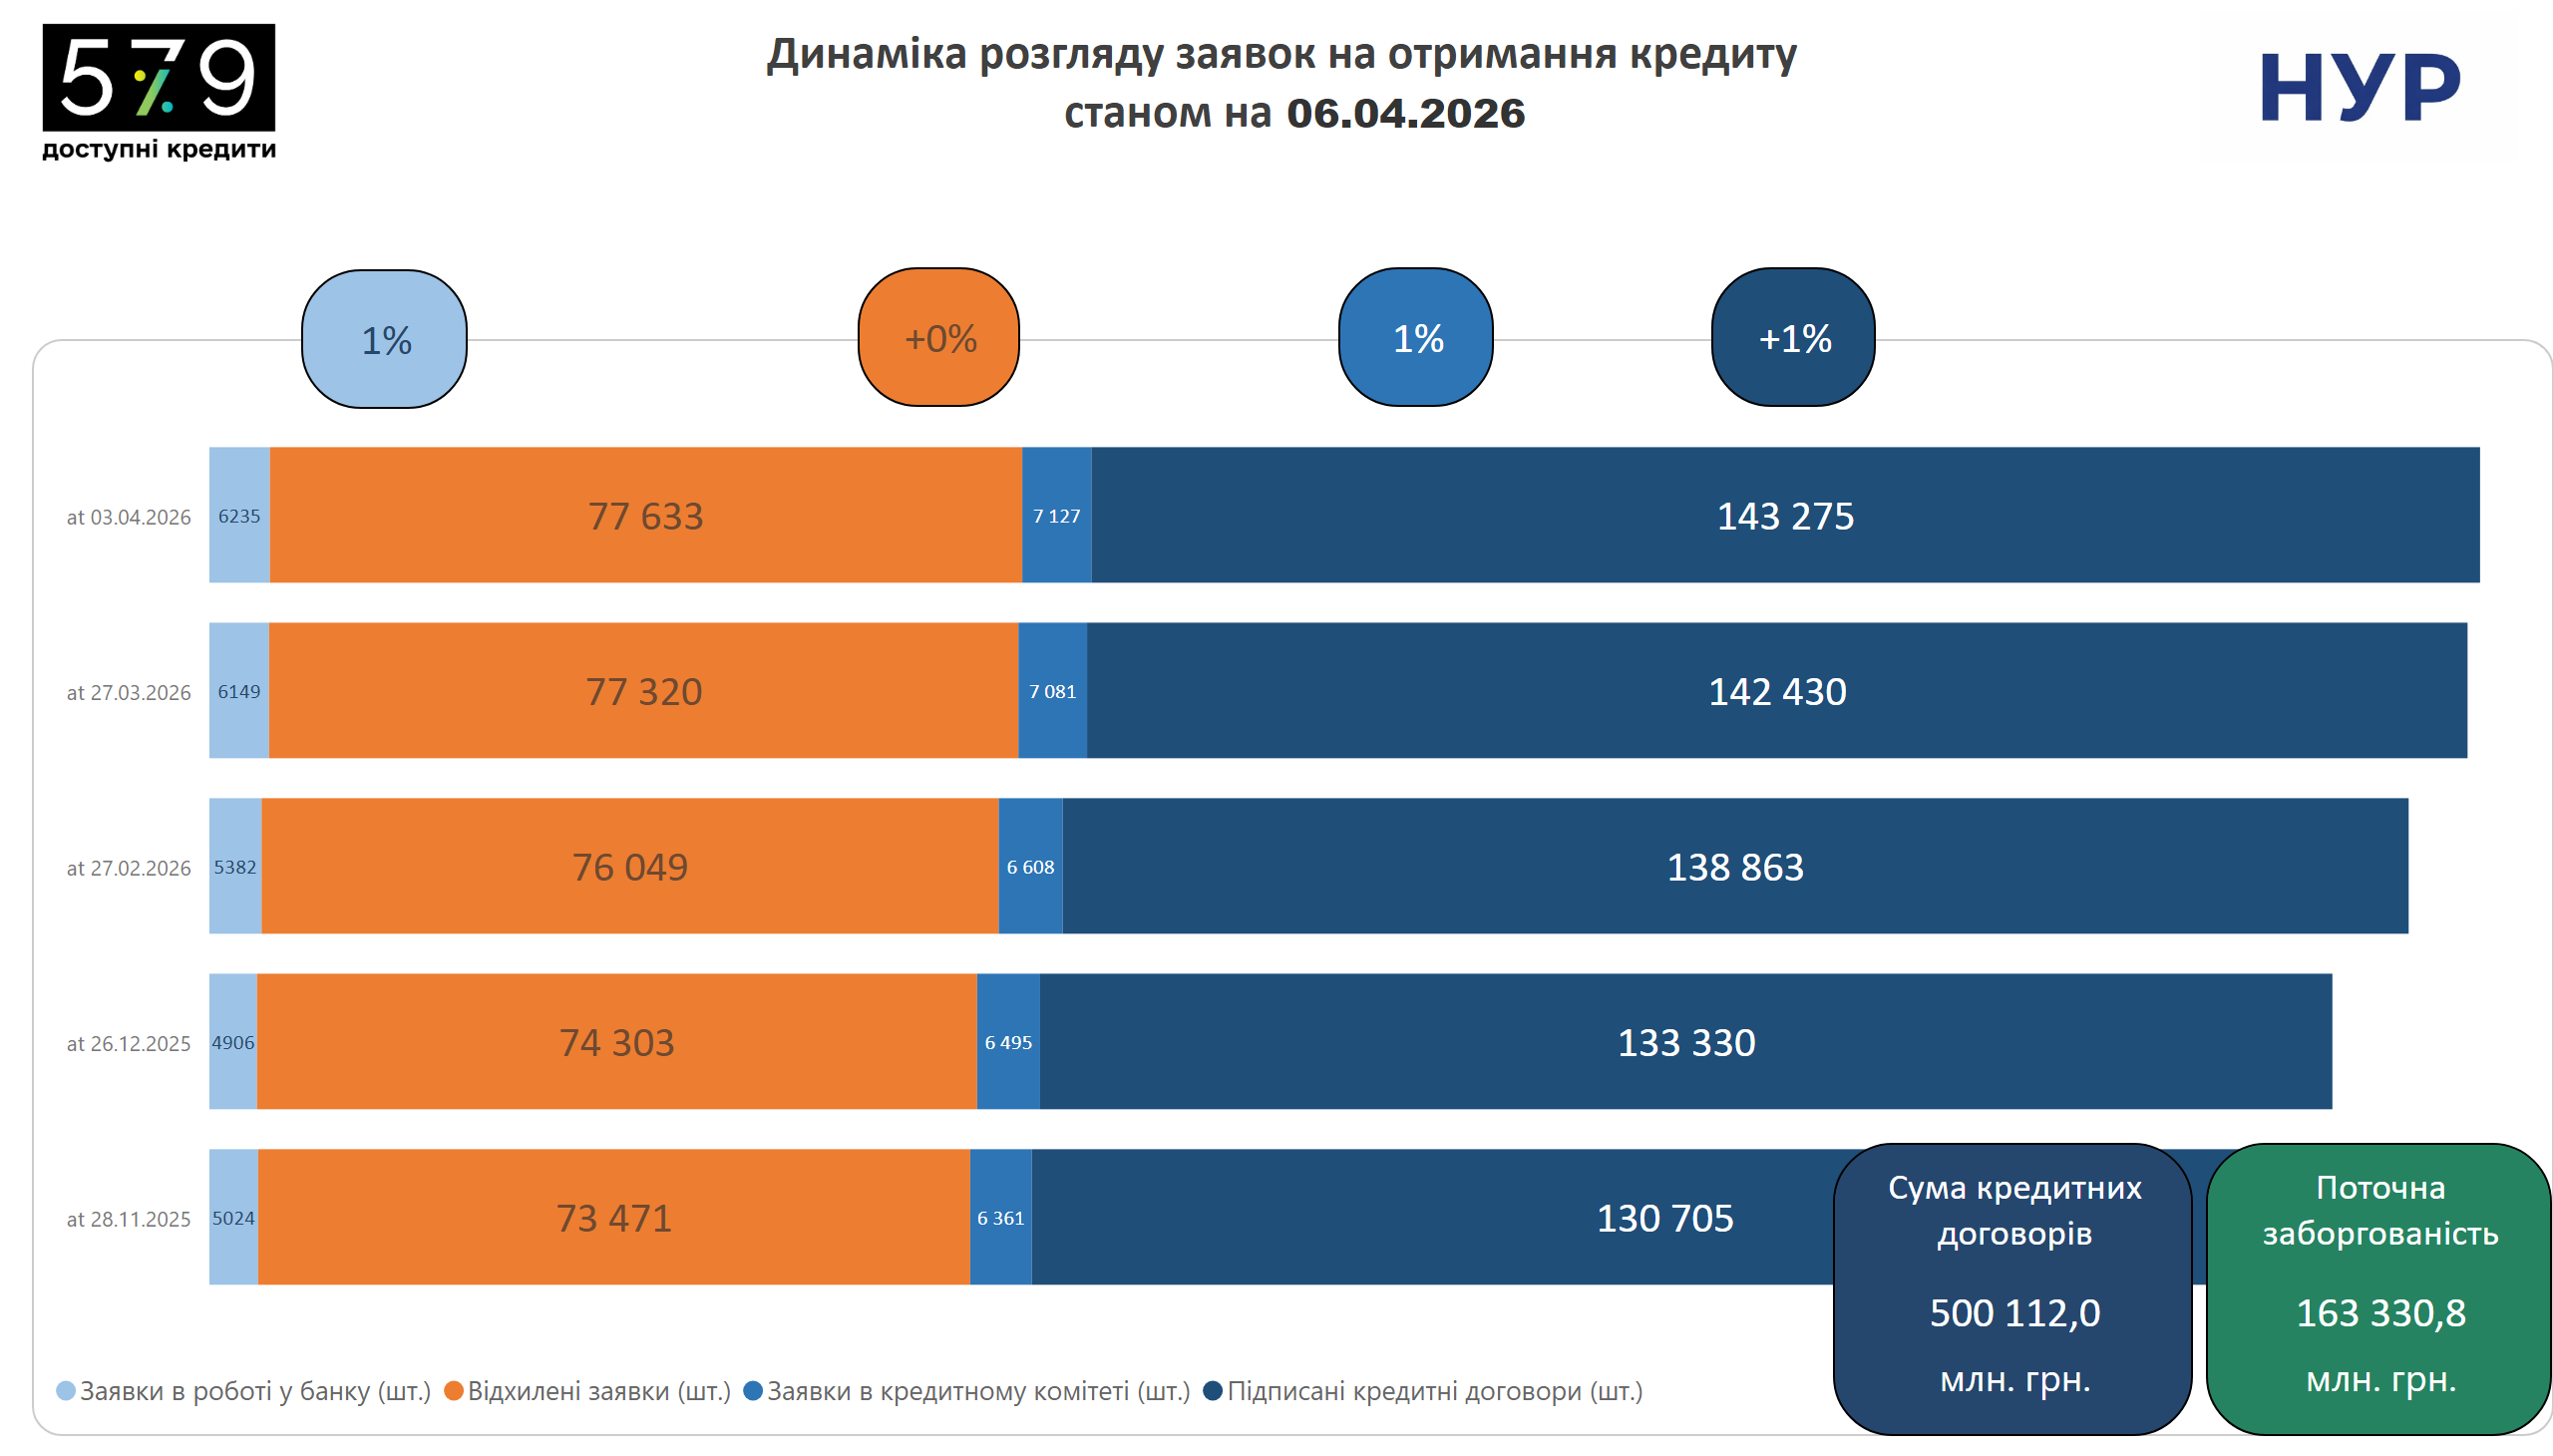 5 % 9
доступні кредити
Динаміка розгляду заявок на отримання кредиту
станом на 06.04.2026
НУР
1%
+0%
1%
+1%
at 03.04.2026
6235
77 633
7 127
143 275
at 27.03.2026
6149
77 320
7 081
142 430
at 27.02.2026
5382
76 049
6 608
138 863
at 26.12.2025
4906
74 303
6 495
133 330
at 28.11.2025
5024
73 471
6 361
130 705
Сума кредитних
договорів
500 112,0
млн. грн.
Поточна
заборгованість
163 330,8
млн. грн.
Заявки в роботі у банку (шт.) Відхилені заявки (шт.) Заявки в кредитному комітеті (шт.) Підписані кредитні договори (шт.)